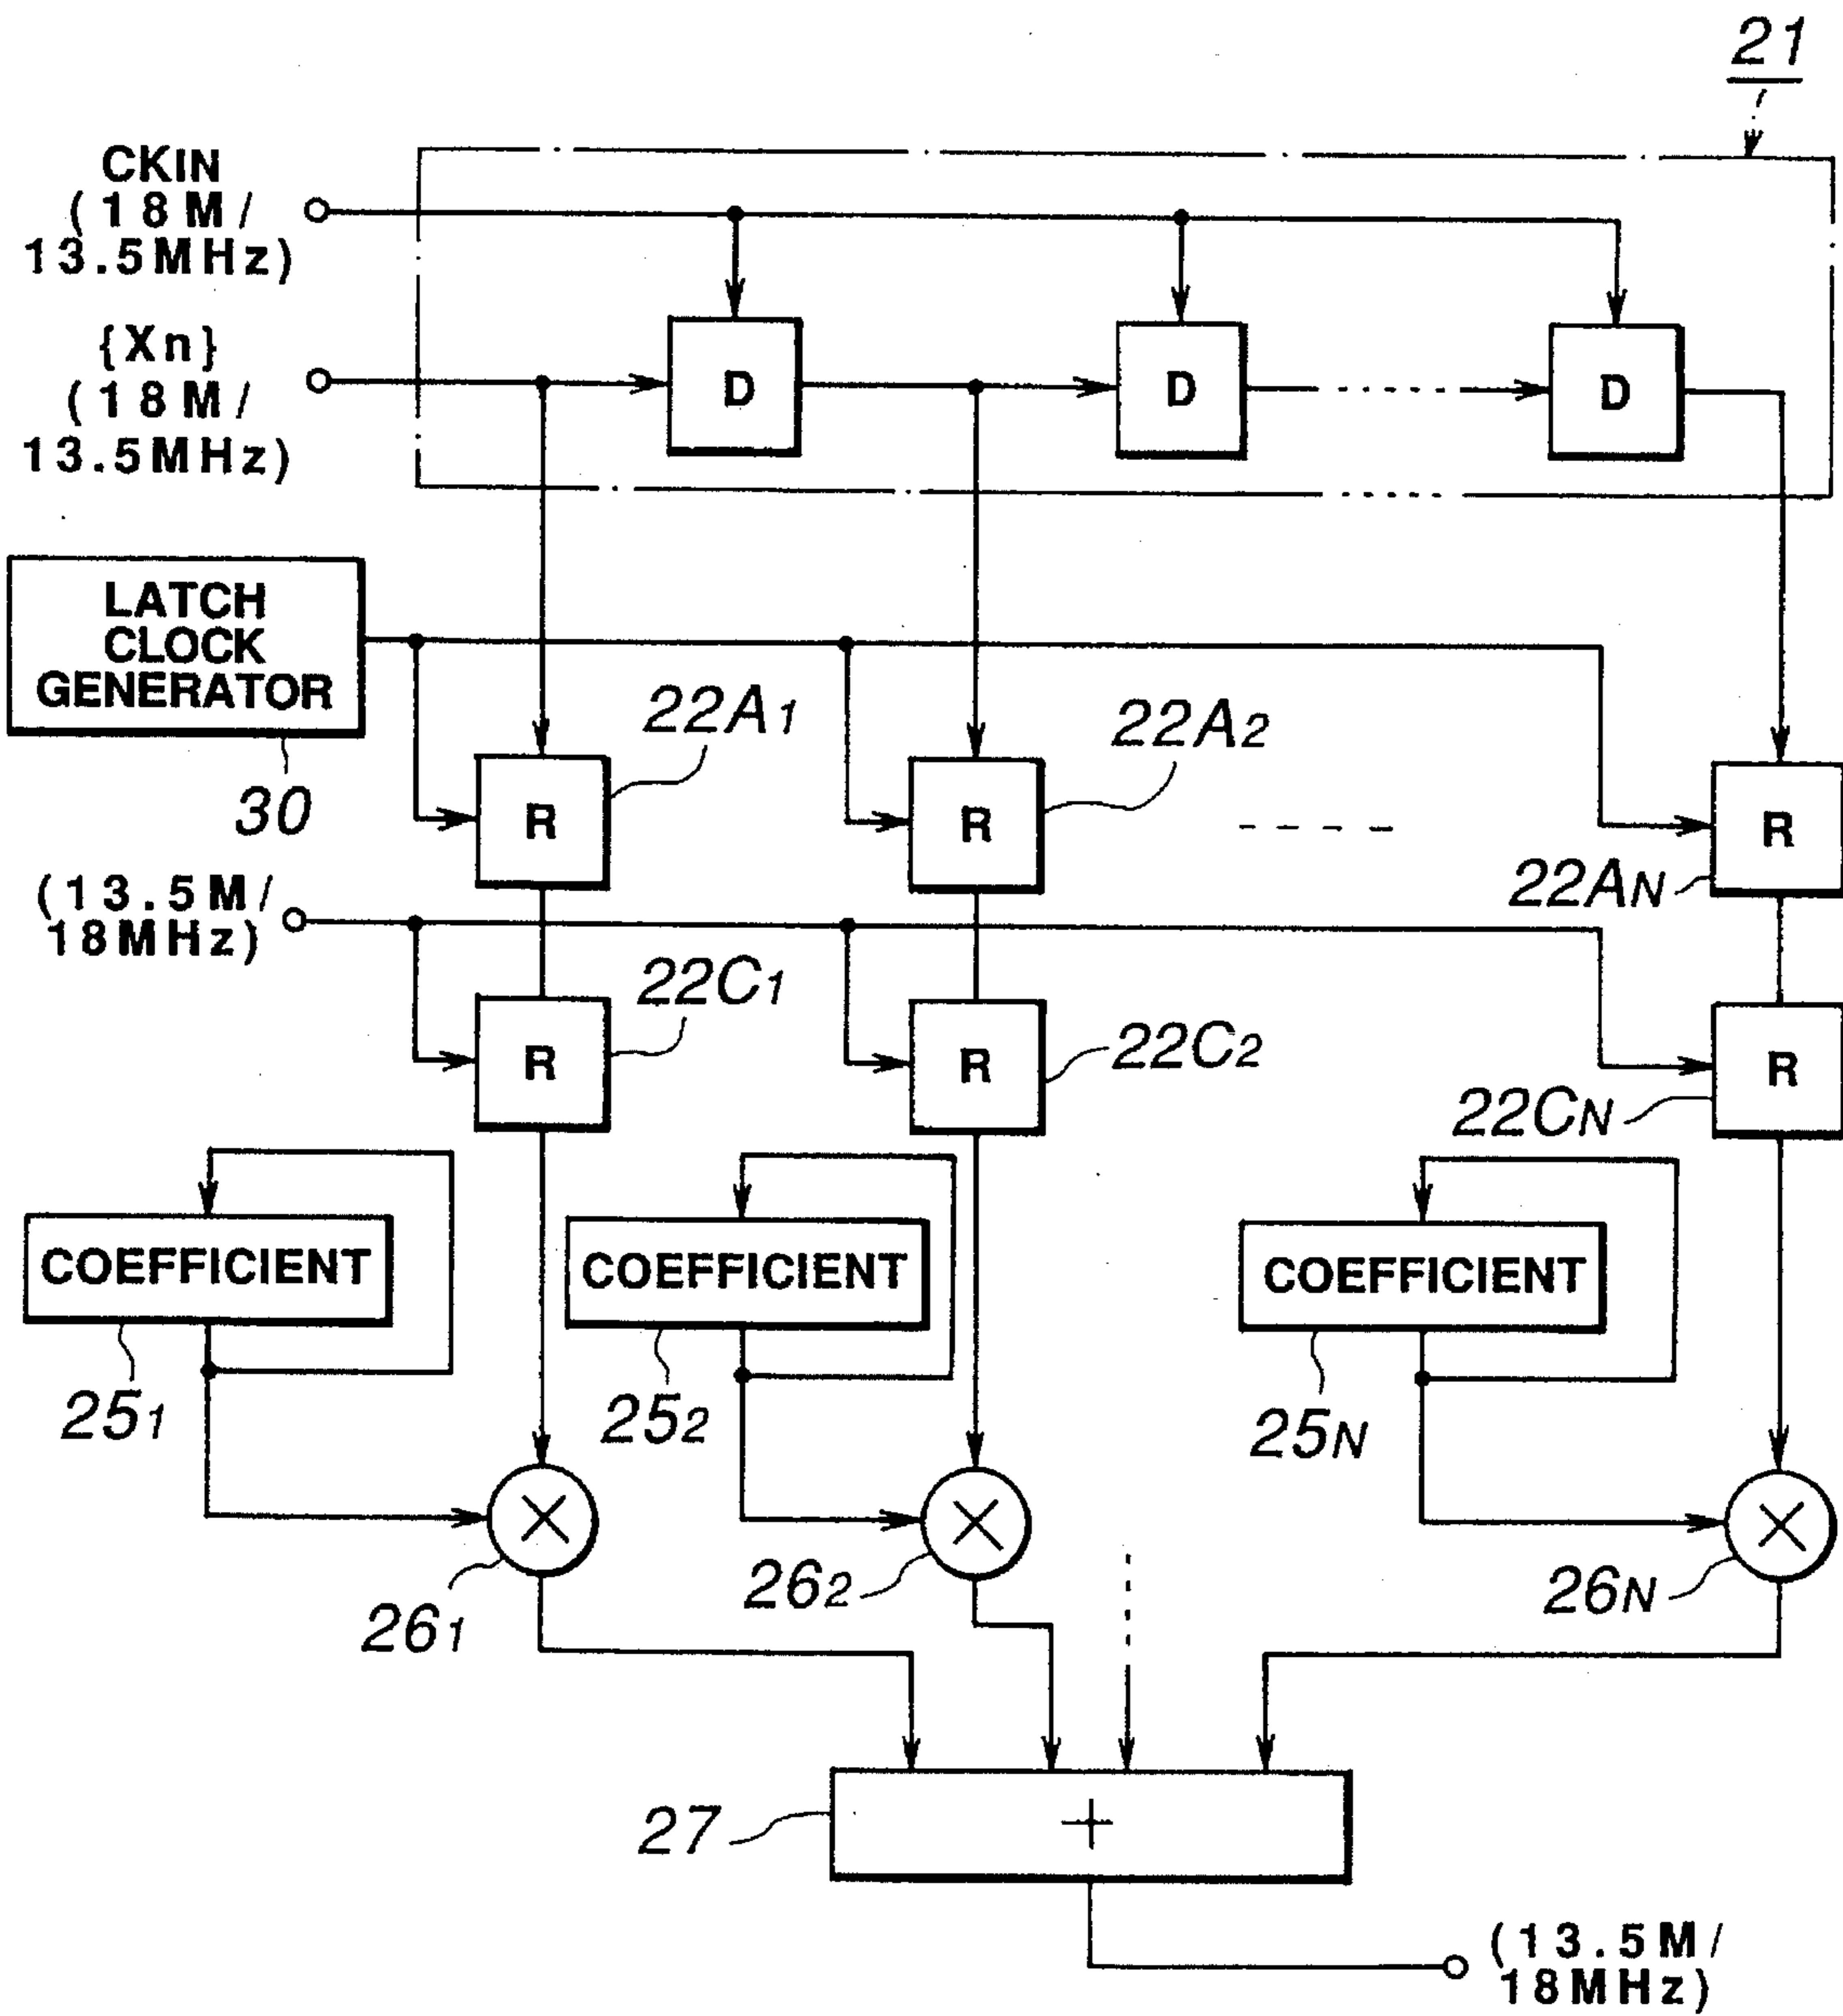 21
CKIN
(18M/
13.5MHz)
{Xn}
(18M/
13.5MHz)
D
D
D
LATCH
CLOCK
GENERATOR
30
22A1
22A2
R
R
R
22AN
(13.5M/
18MHz)
22C1
22C2
R
R
R
22CN
COEFFICIENT
COEFFICIENT
COEFFICIENT
251
252
25N
261
262
26N
27
+
(13.5M/
18MHz)